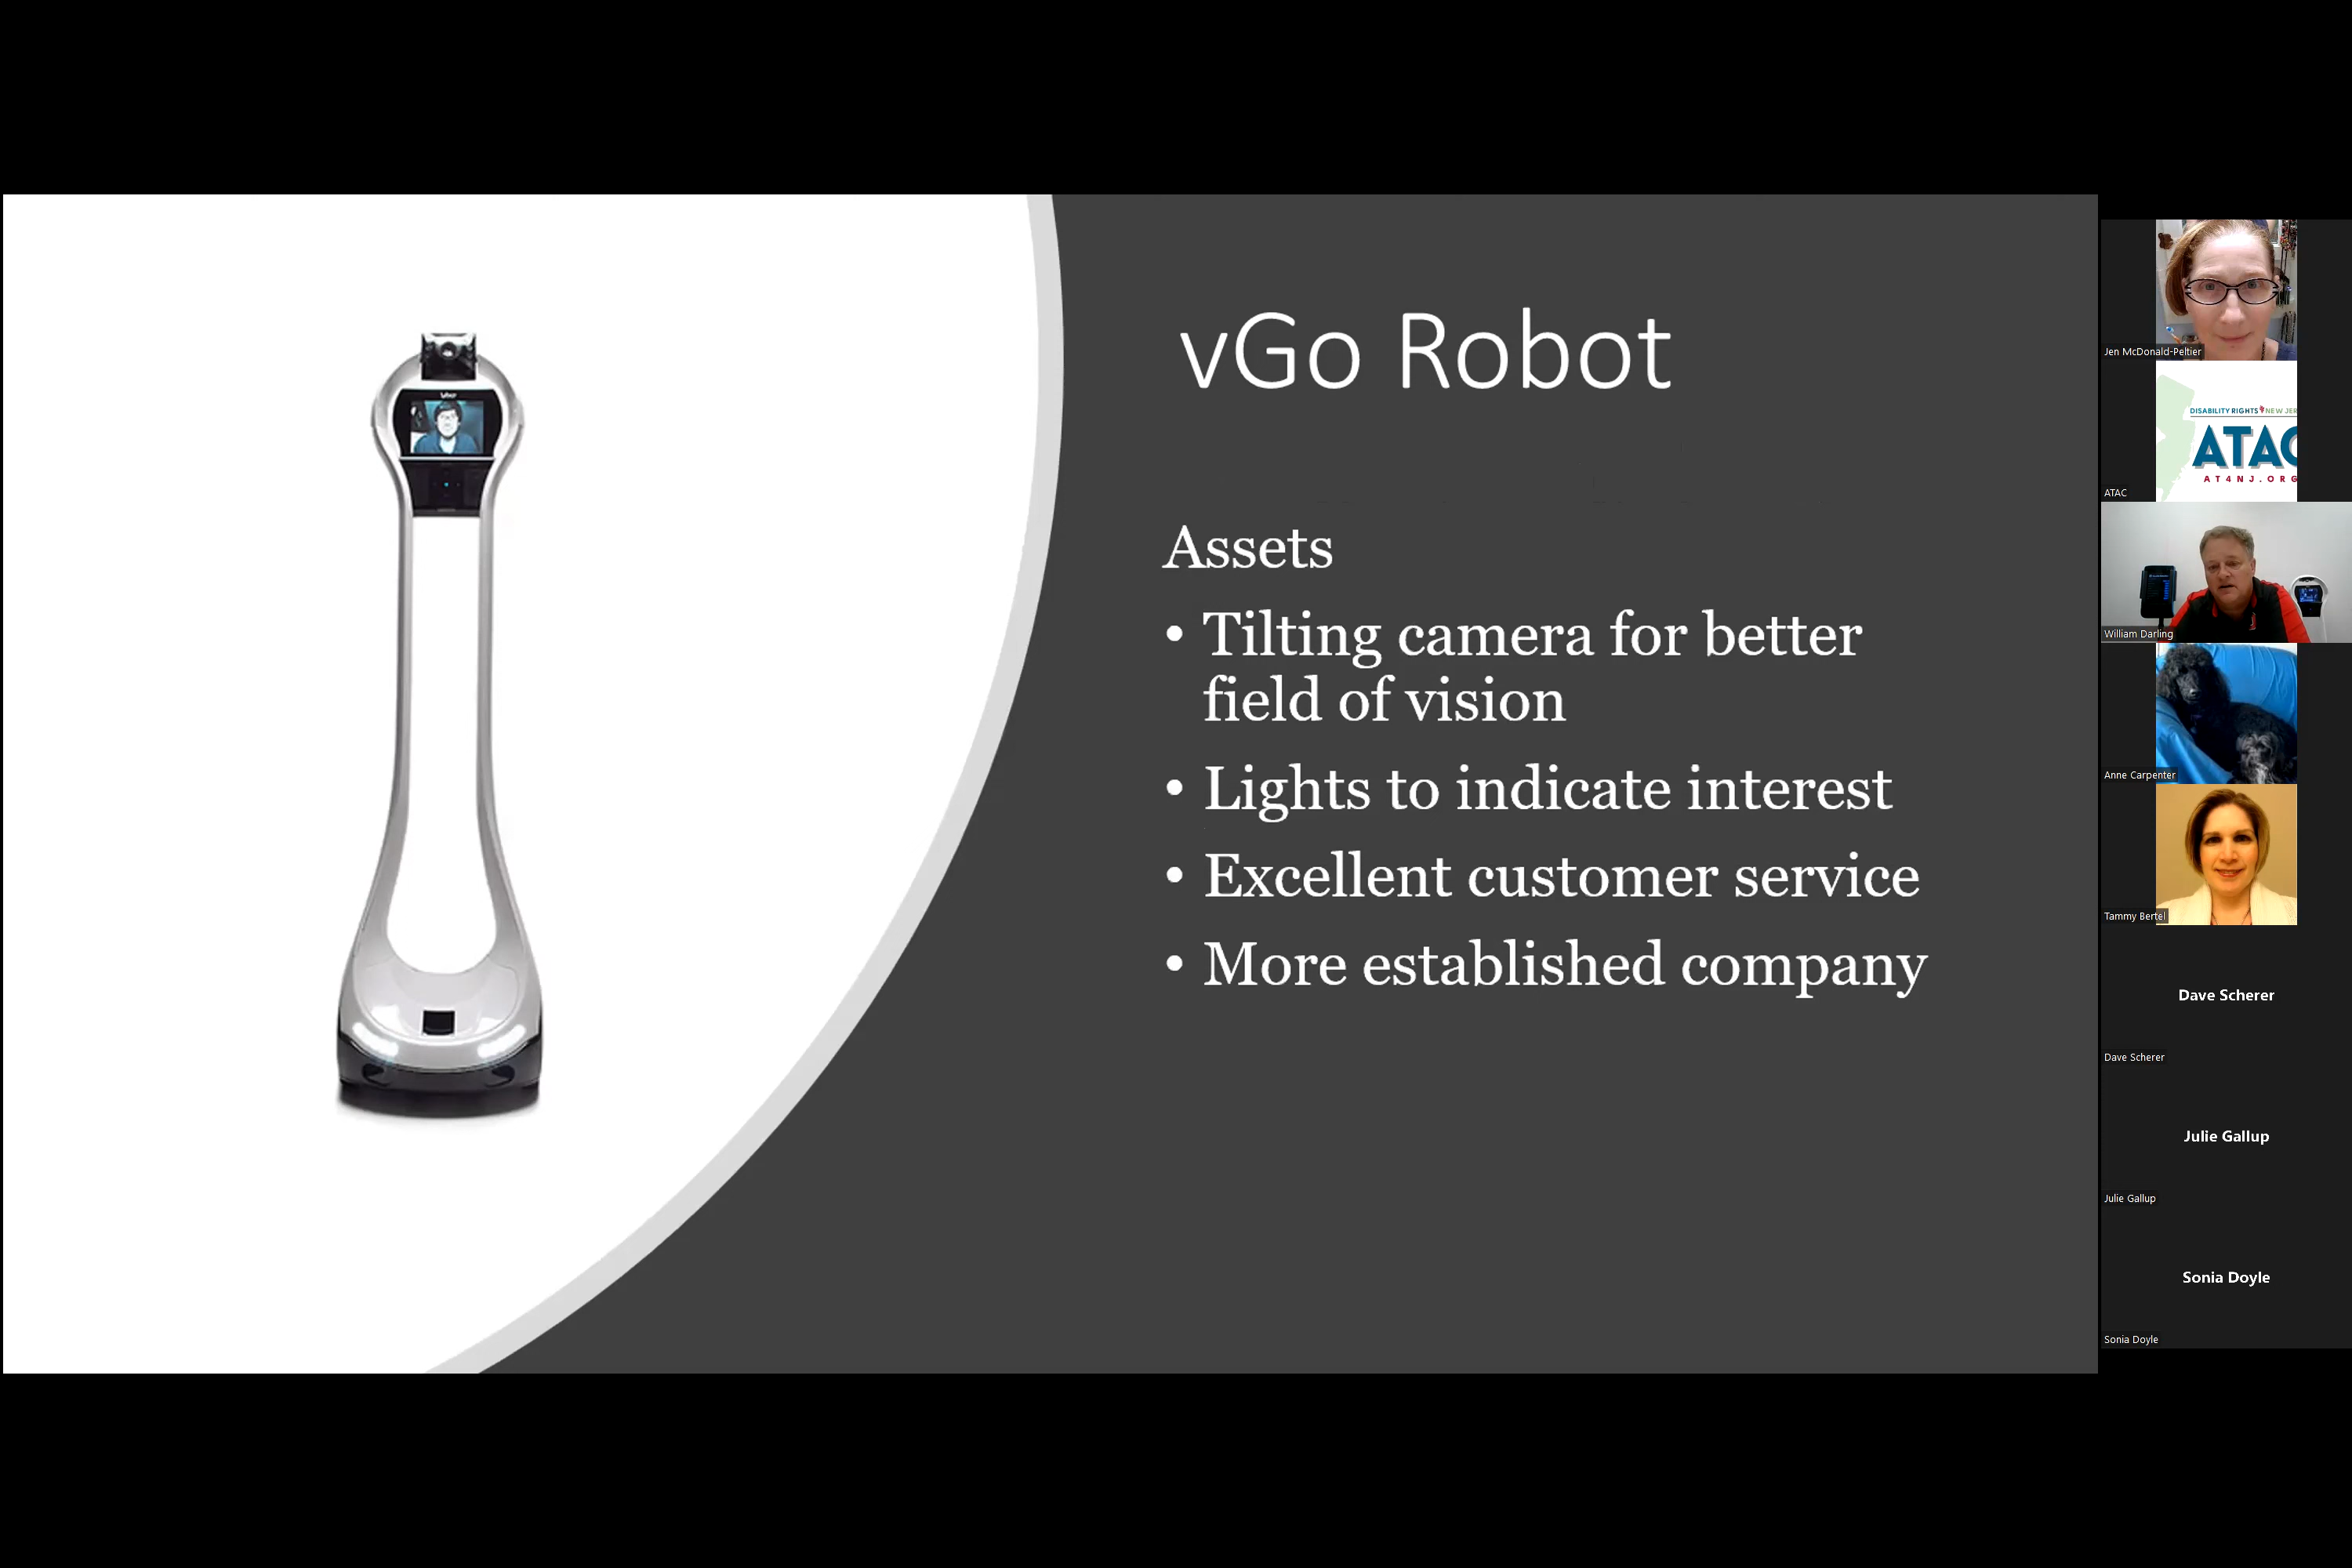 vGo Robot
Assets
• Tilting camera for better
field of vision
• Lights to indicate interest
• Excellent customer service
• More established company
Jen McDonald-Peltier
DISABILITY RIGHTS NEW JER
ATAC
AT4NJ.ORG
ATAC
William Darling
Anne Carpenter
Tammy Bertel
Dave Scherer
Dave Scherer
Julie Gallup
Julie Gallup
Sonia Doyle
Sonia Doyle